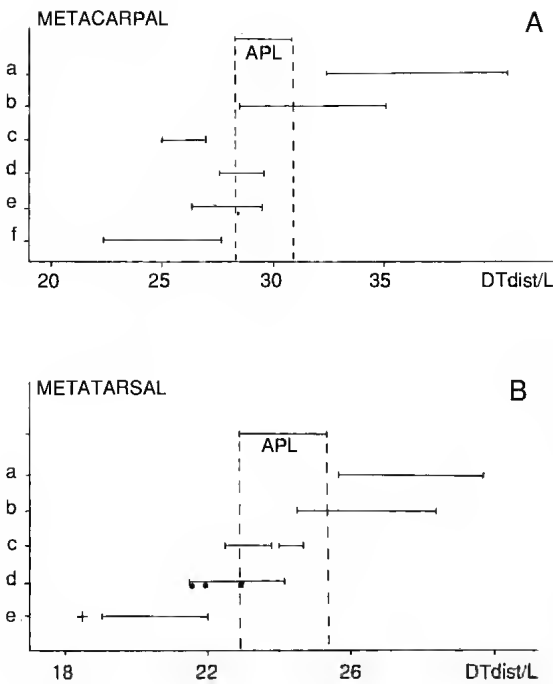 METACARPAL
A
APL
a
b
c
d
e
f
20 25 30 35 DTdist/L
METATARSAL
B
APL
a
b
c
d
e
18 22 26 DTdist/L